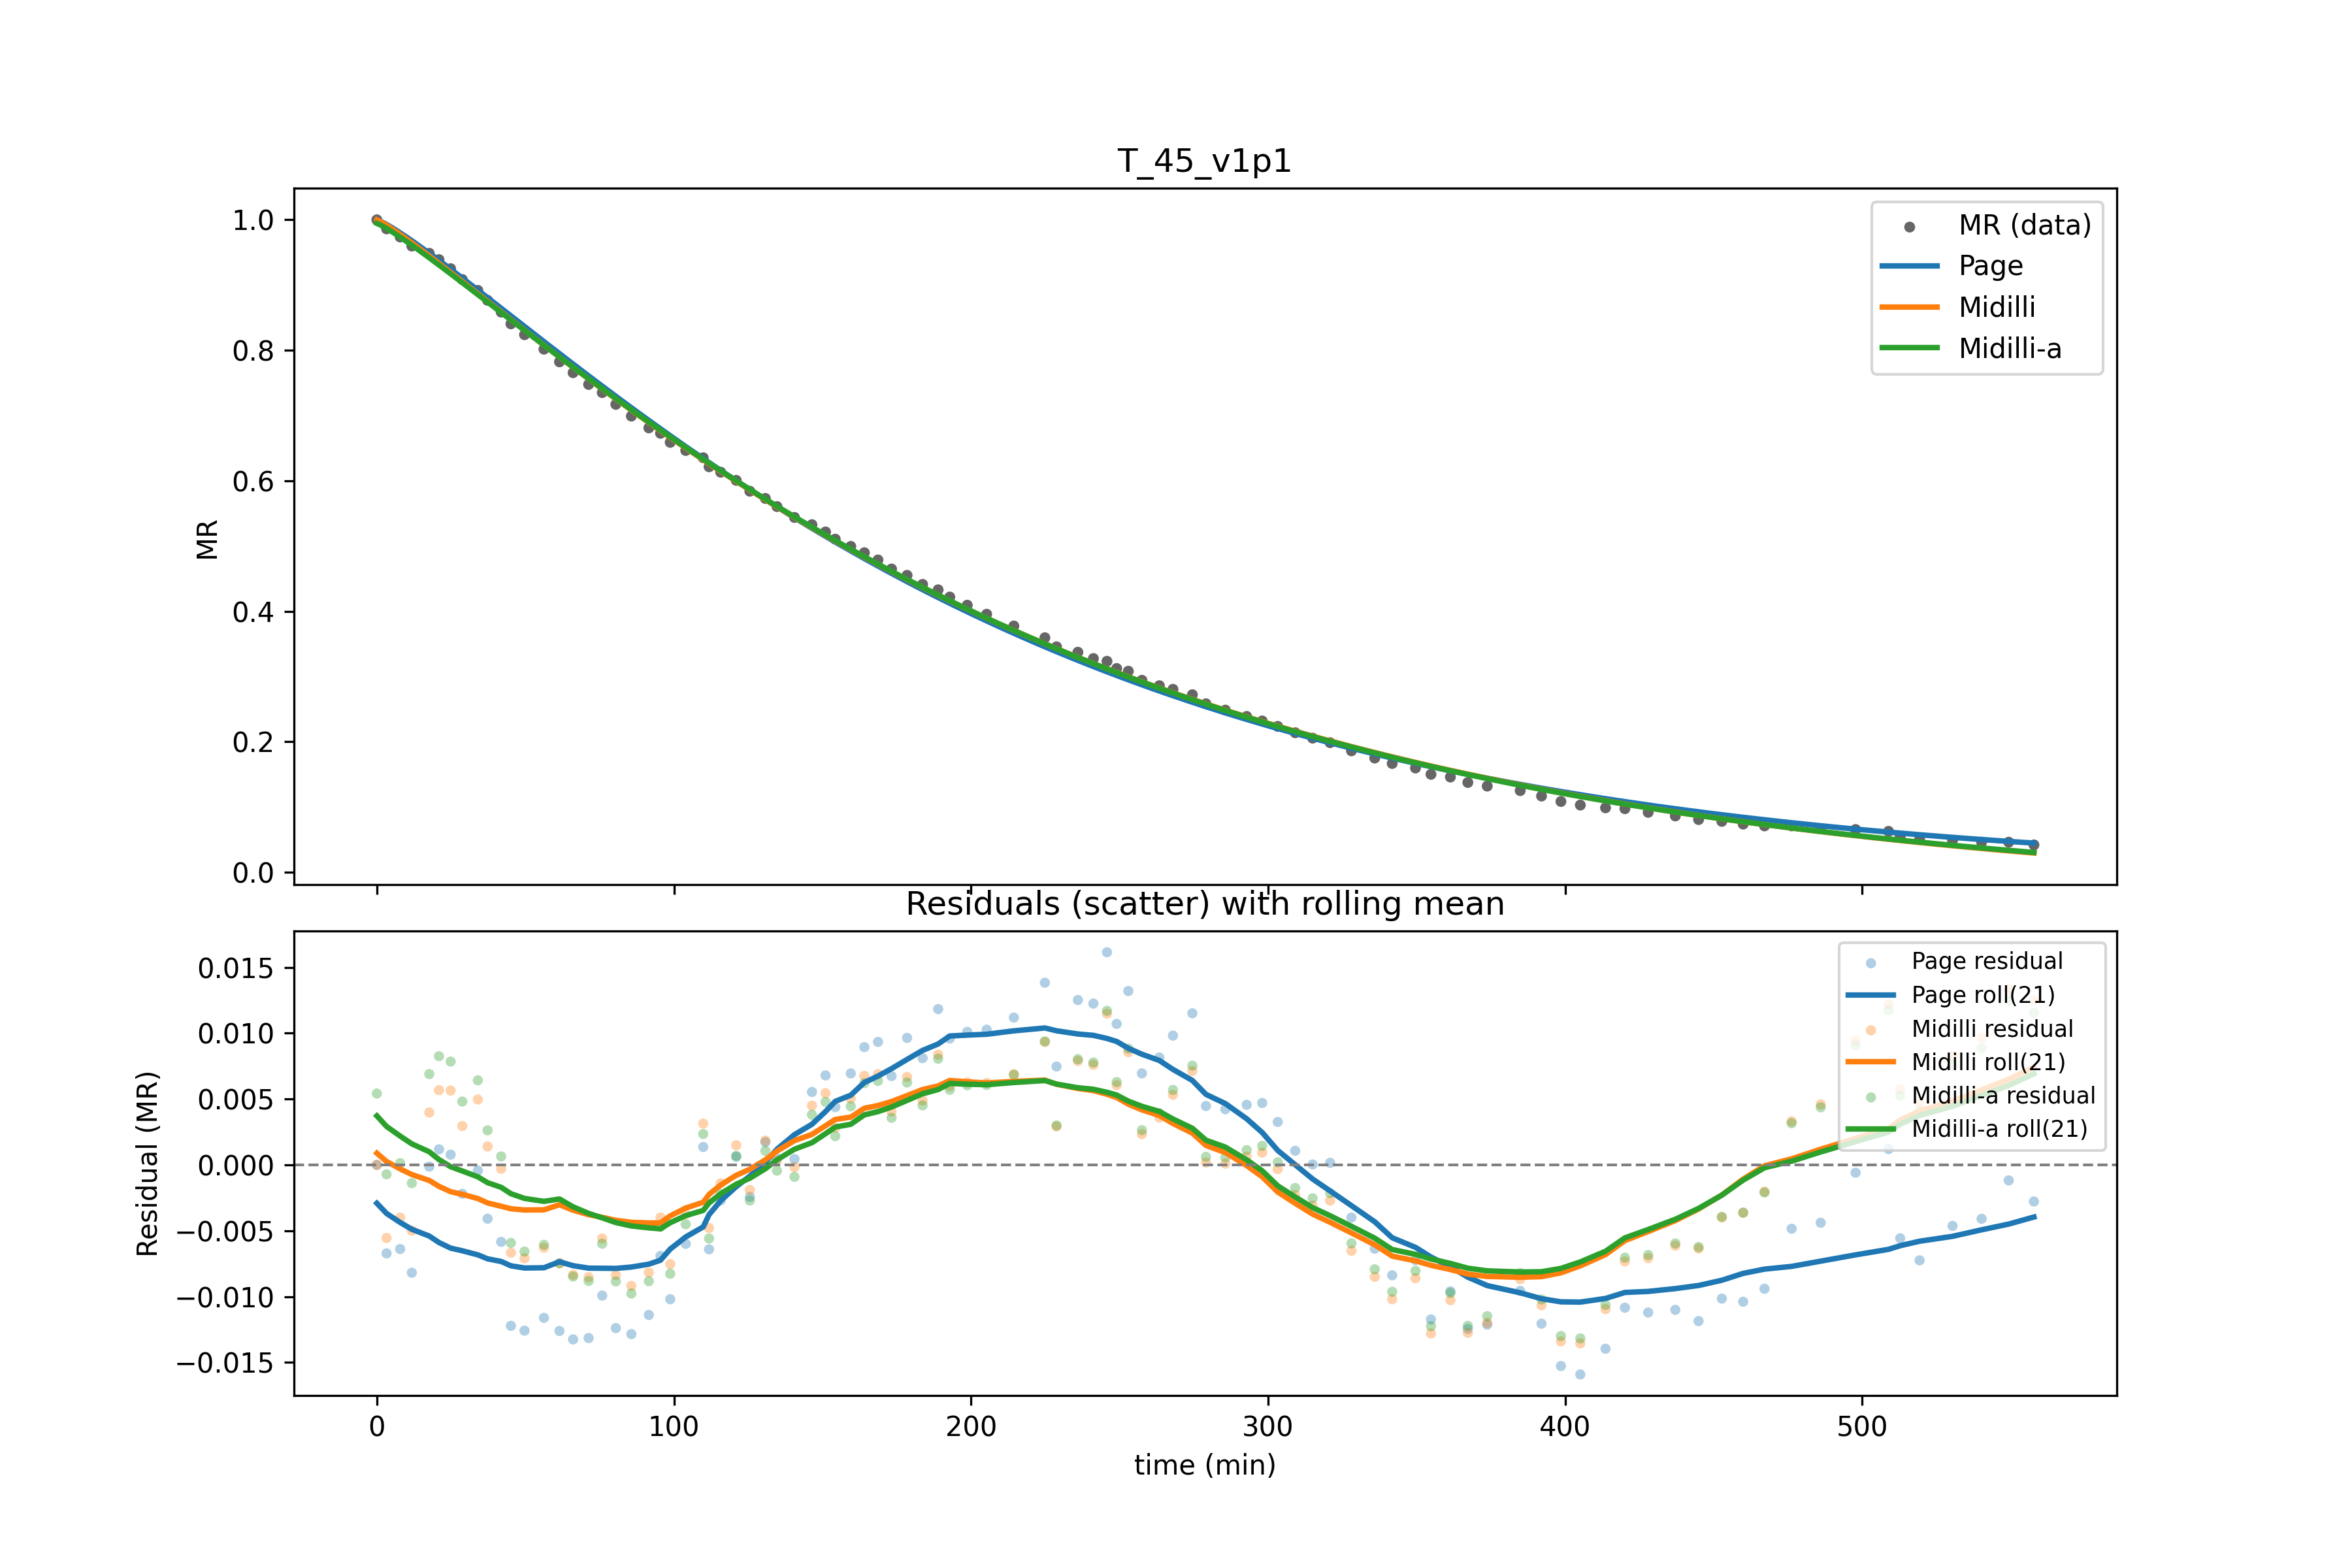 T_45_v1p1
1.0
0.8
0.6
0.4
0.2
0.0
MR
MR (data)
Page
Midilli
Midilli-a
Residuals (scatter) with rolling mean
0.015
0.010
0.005
0.000
−0.005
−0.010
−0.015
Residual (MR)
Page residual
Page roll(21)
Midilli residual
Midilli roll(21)
Midilli-a residual
Midilli-a roll(21)
0 100 200 300 400 500
time (min)